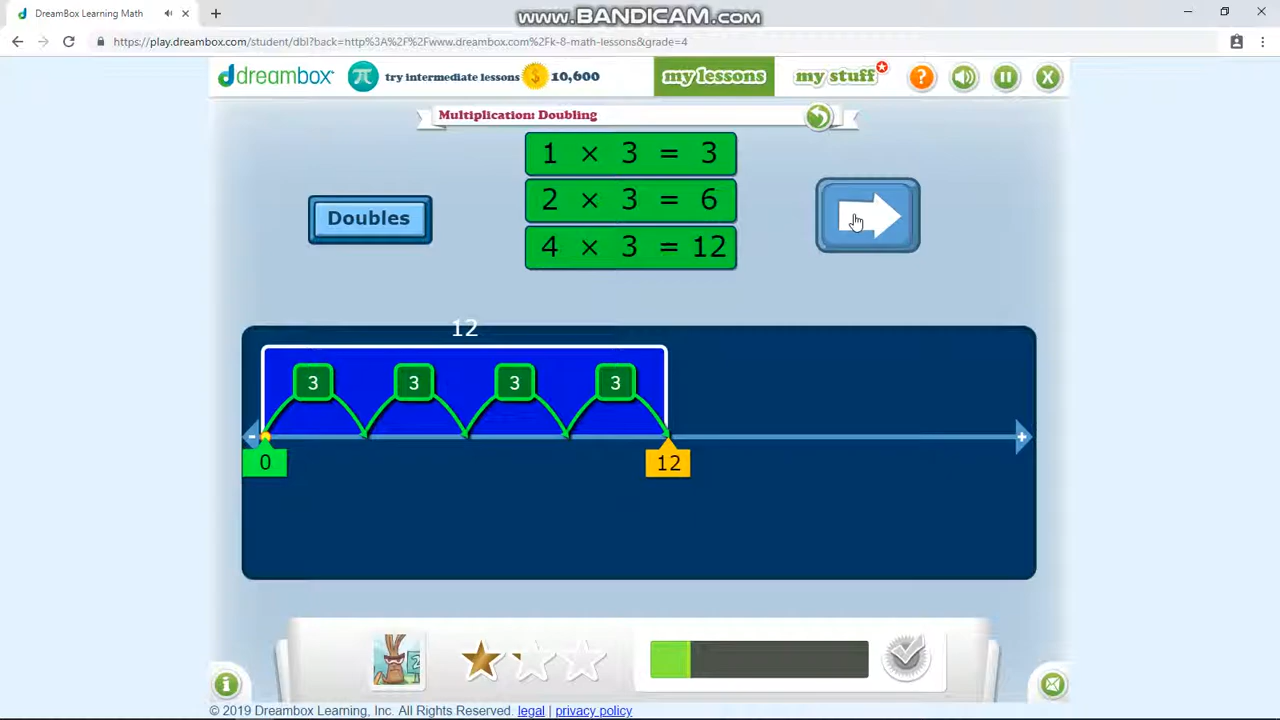 DreamBox Learning Math
www.BANDICAM.com
https://play.dreambox.com/student/dbl?back=http%3A%2F%2Fwww.dreambox.com%2Fk-8-math-lessons&grade=4
dreambox
π try intermediate lessons $ 10,600 my lessons my stuff ? X
Multiplication: Doubling
1 × 3 = 3
Doubles
2 × 3 = 6
4 × 3 = 12
12
3 3 3 3
- +
0 12
2
i
© 2019 Dreambox Learning, Inc. All Rights Reserved. legal | privacy policy